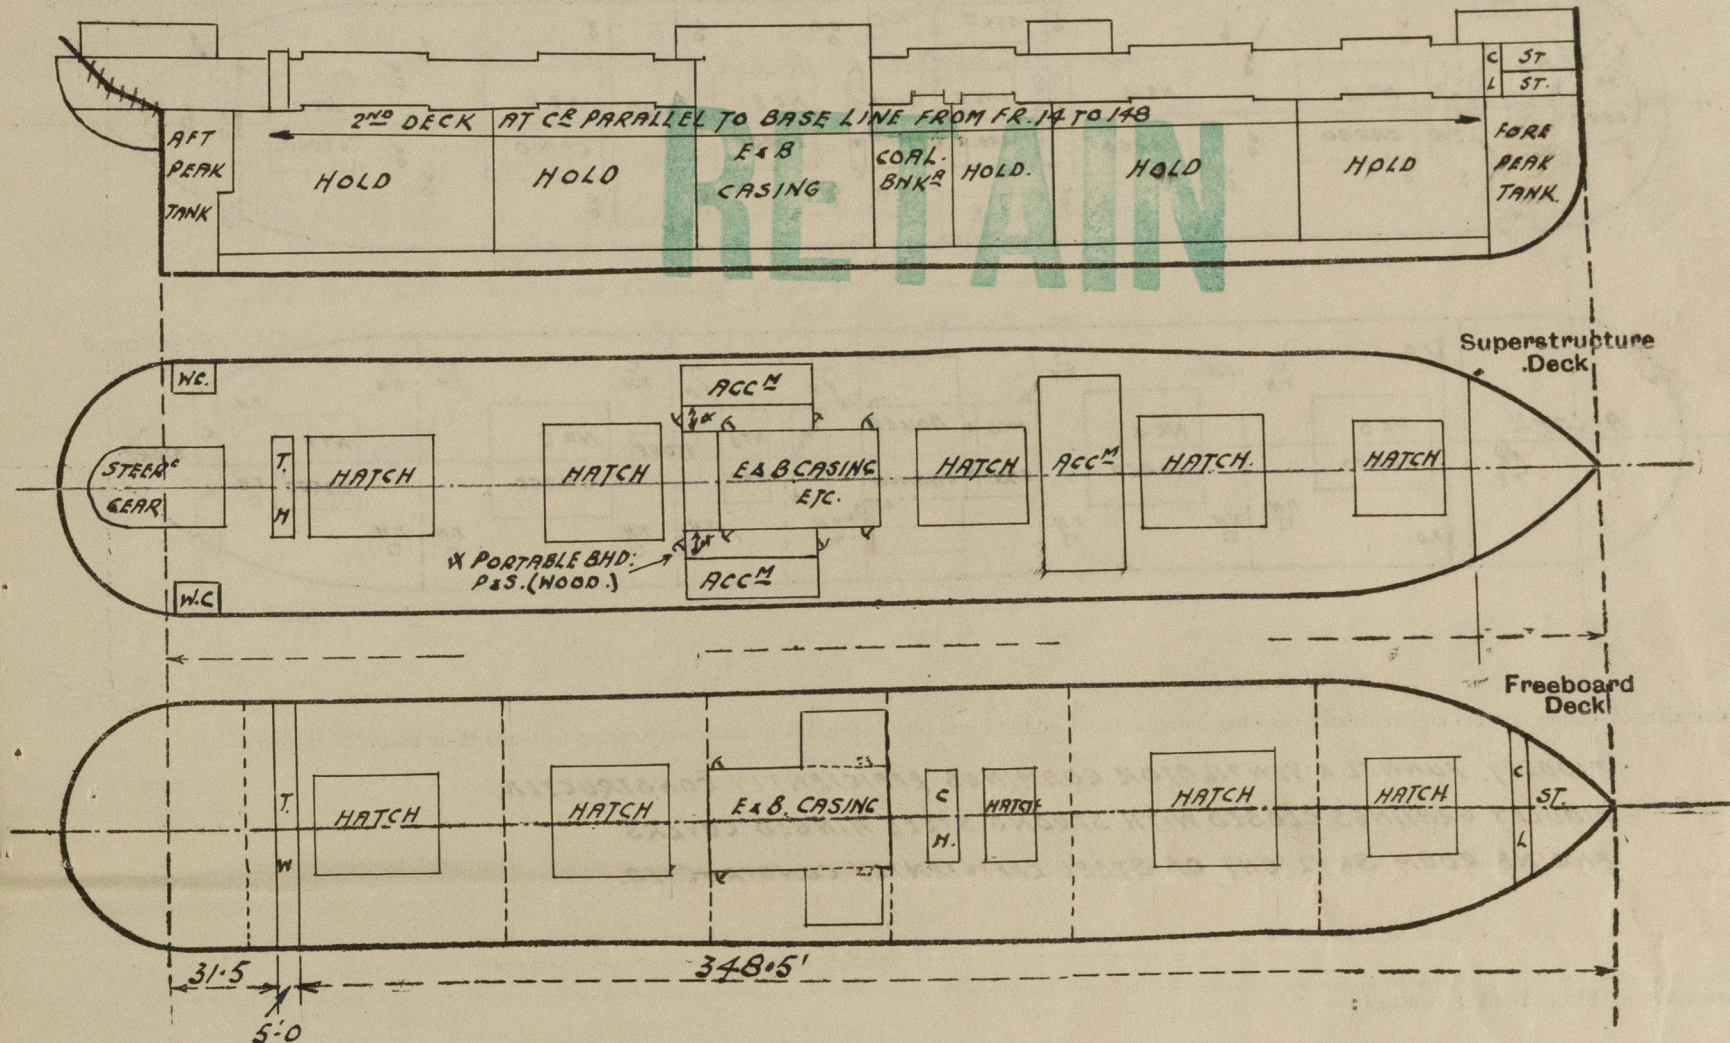 C ST
L ST.
2ND DECK AT CR PARALLEL TO BASE LINE FROM FR. 14 TO 148
AFT
PEAK
TANK
HOLD
HOLD
E & B
CASING
COAL.
BNKR
HOLD.
HOLD
HOLD
FORE
PEAK
TANK.
RETAIN
Superstructure
Deck
W.C.
STEERG
GEAR
T.
H
HATCH
HATCH
ACCM
E & B CASING
ETC.
HATCH
ACCM
HATCH.
HATCH
PORTABLE BHD:
P & S. (WOOD.)
ACCM
W.C
Freeboard
Deck
T.
W
HATCH
HATCH
E & B. CASING
C
H.
HATCH
HATCH
HATCH
C
L
ST.
31·5
348·5'
5'-0